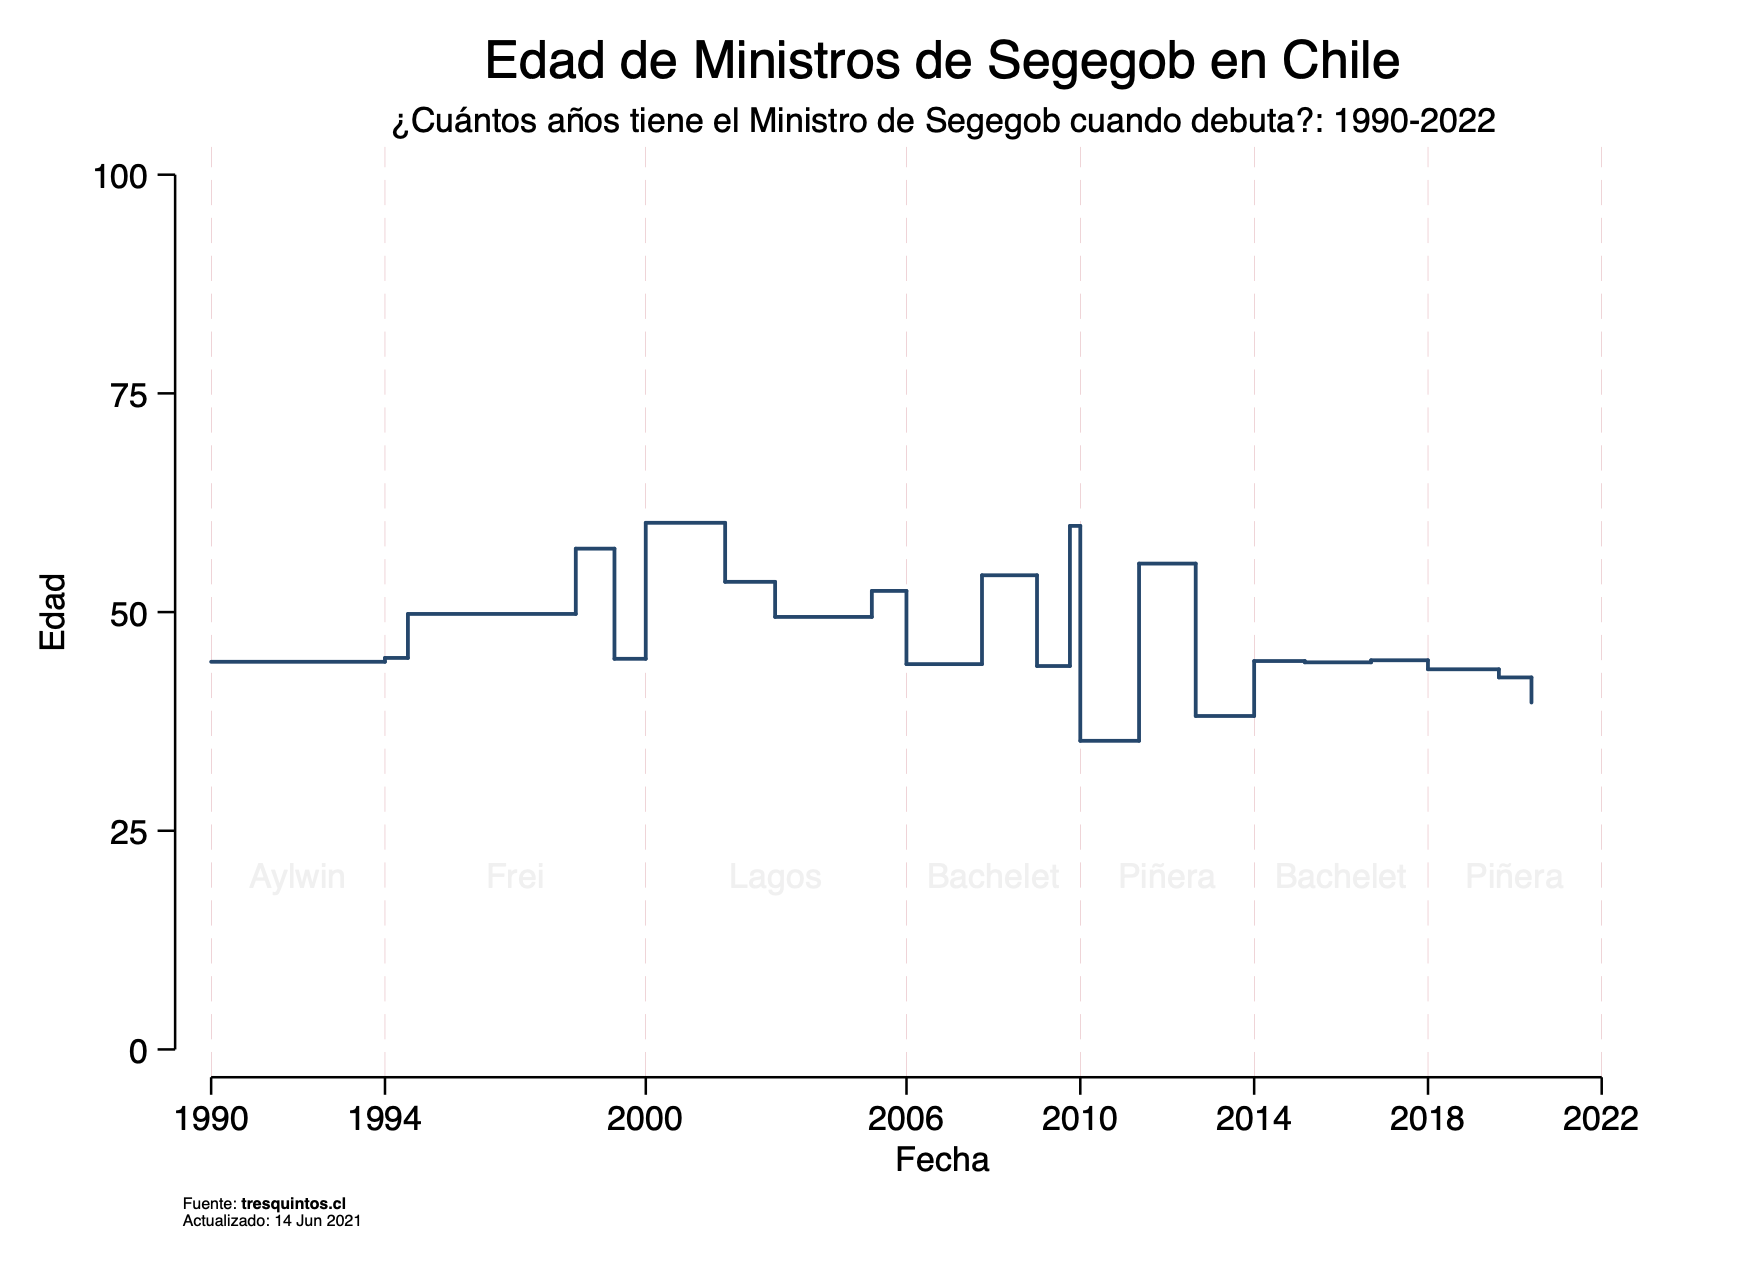 Edad de Ministros de Segegob en Chile
¿Cuántos años tiene el Ministro de Segegob cuando debuta?: 1990-2022
100
75
50
25
0
Edad
Aylwin Frei Lagos Bachelet Piñera Bachelet Piñera
1990 1994 2000 2006 2010 2014 2018 2022
Fecha
Fuente: tresquintos.cl
Actualizado: 14 Jun 2021